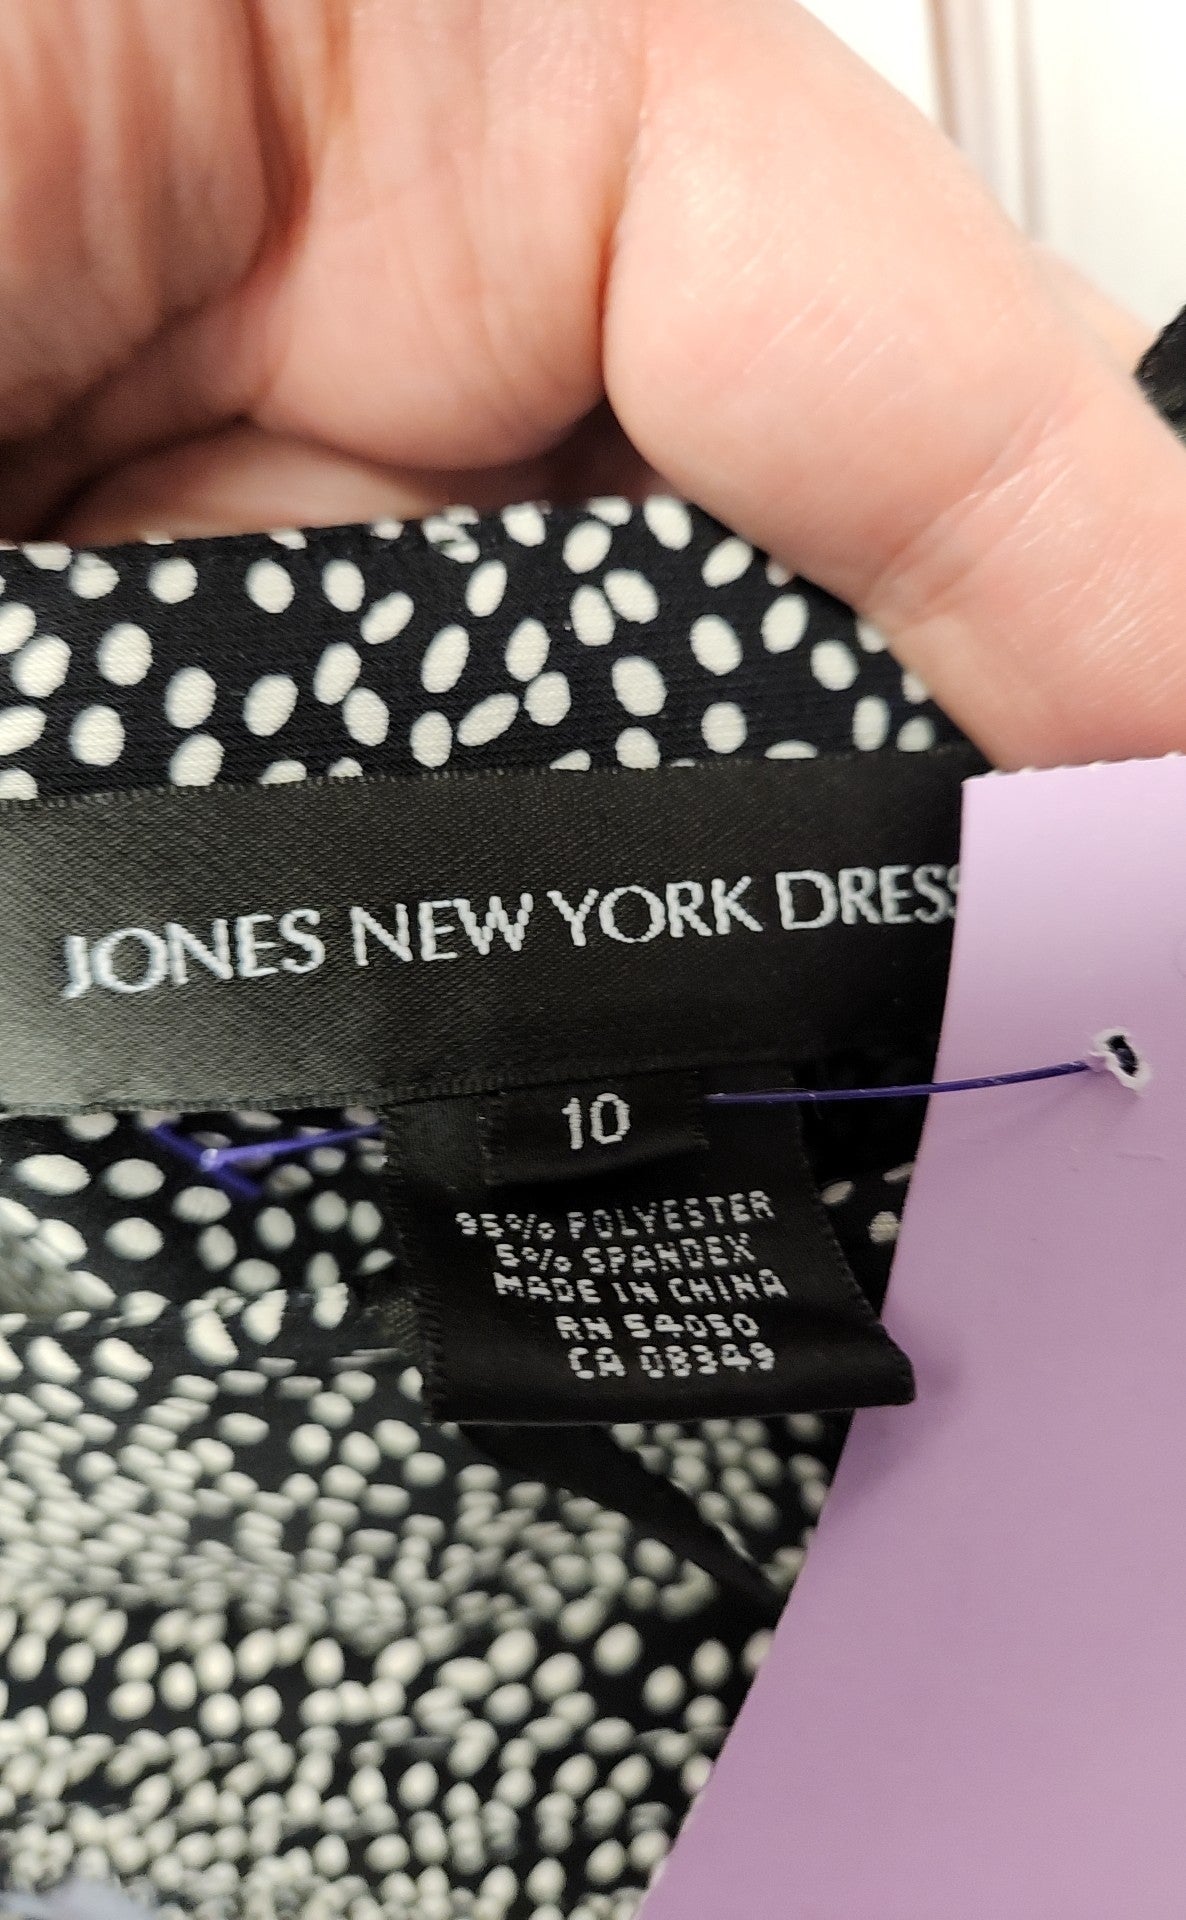 JONES NEW YORK DRESS
10
95% POLYESTER
5% SPANDEX
MADE IN CHINA
RN 54050
CA 08349